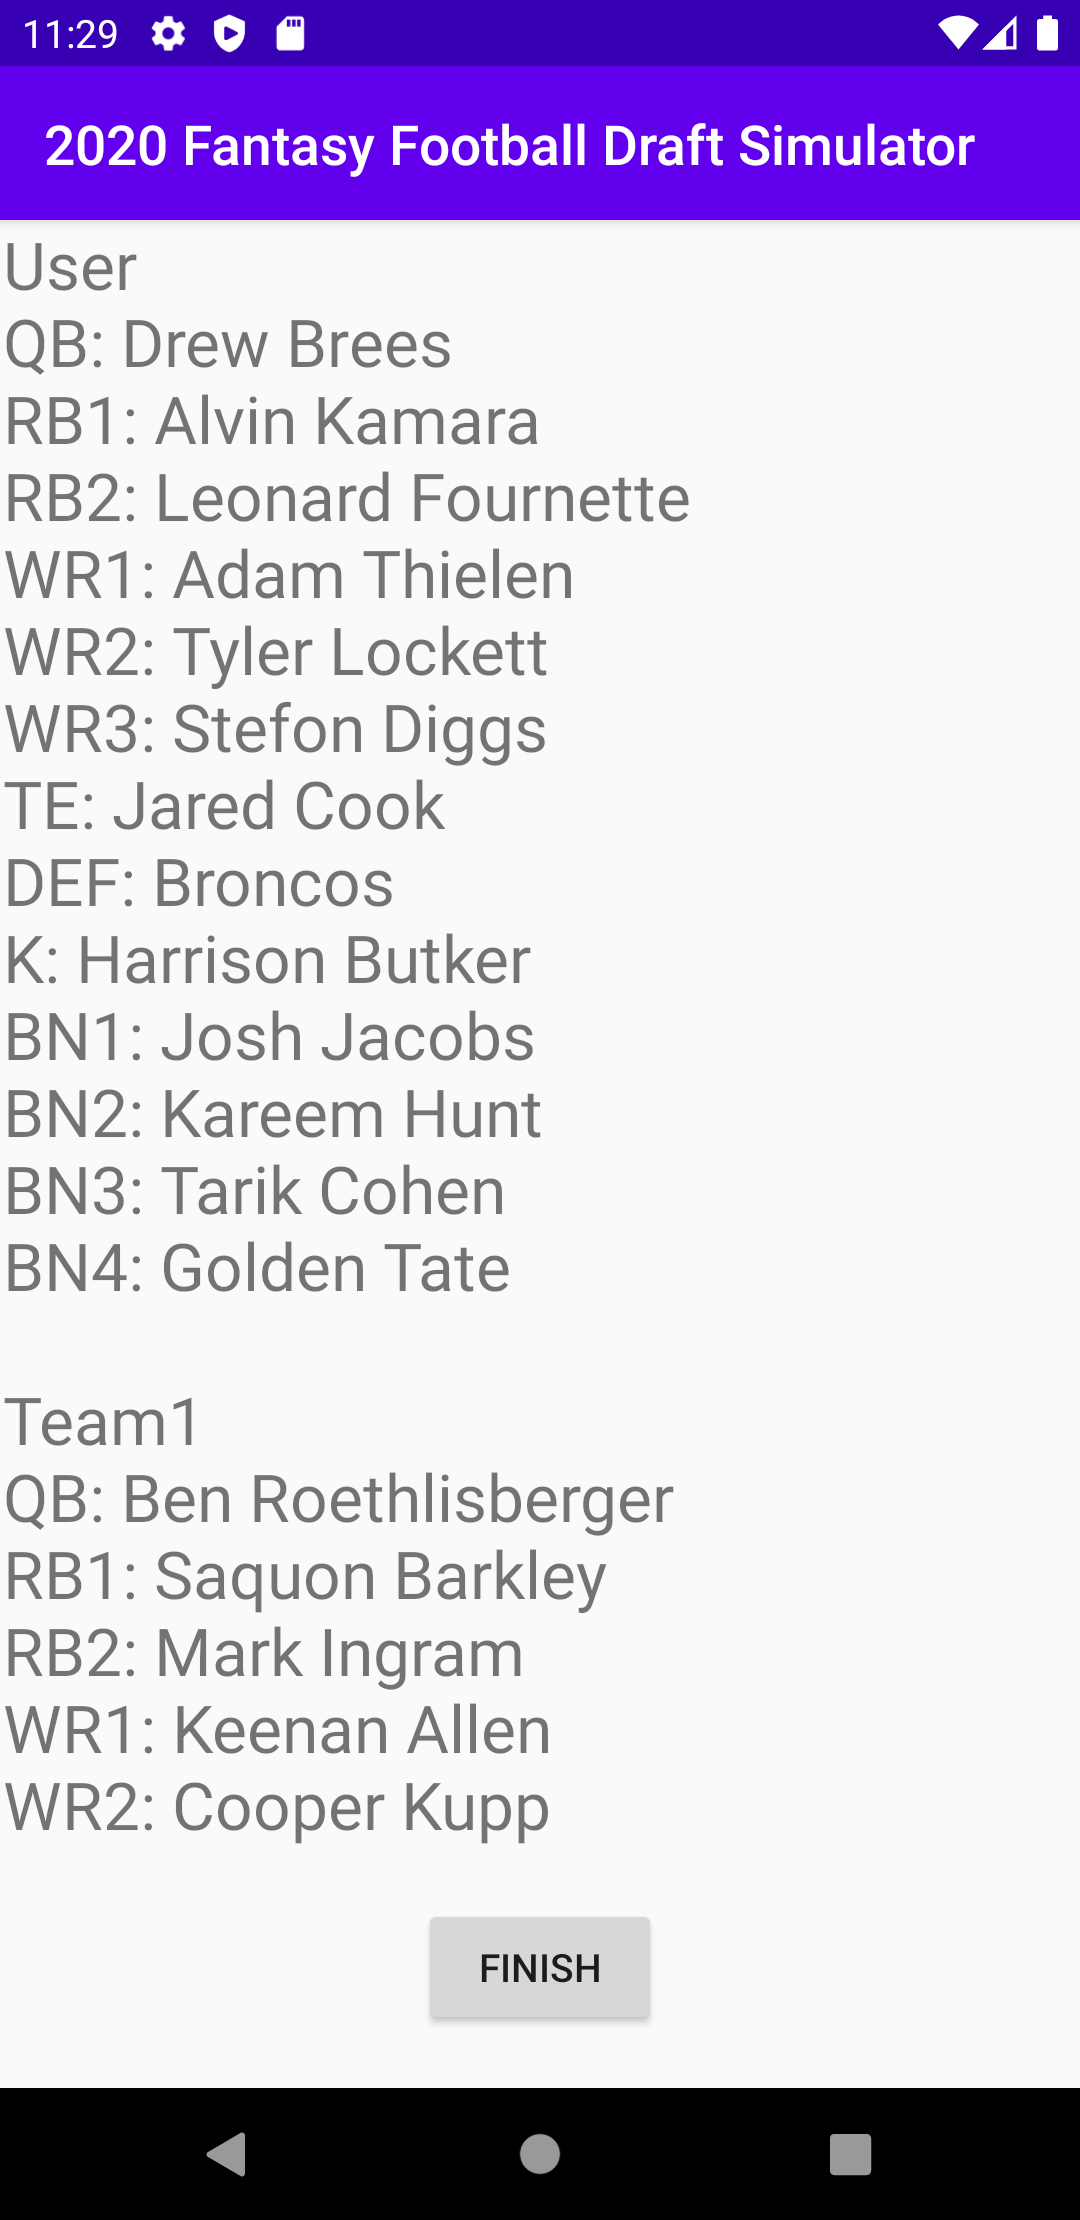 11:29
2020 Fantasy Football Draft Simulator
User
QB: Drew Brees
RB1: Alvin Kamara
RB2: Leonard Fournette
WR1: Adam Thielen
WR2: Tyler Lockett
WR3: Stefon Diggs
TE: Jared Cook
DEF: Broncos
K: Harrison Butker
BN1: Josh Jacobs
BN2: Kareem Hunt
BN3: Tarik Cohen
BN4: Golden Tate
Team1
QB: Ben Roethlisberger
RB1: Saquon Barkley
RB2: Mark Ingram
WR1: Keenan Allen
WR2: Cooper Kupp
FINISH